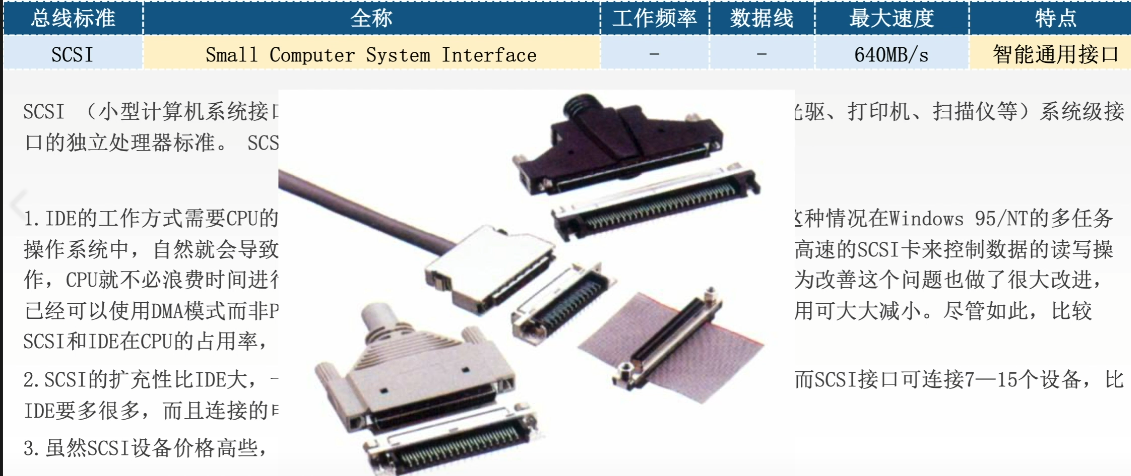 总线标准 全称 工作频率 数据线 最大速度 特点
SCSI Small Computer System Interface - - 640MB/s 智能通用接口
SCSI （小型计算机系统接口 驱、打印机、扫描仪等）系统级接
口的独立处理器标准。 SCS
1.IDE的工作方式需要CPU的 这种情况在Windows 95/NT的多任务
操作系统中，自然就会导致 高速的SCSI卡来控制数据的读写操
作，CPU就不必浪费时间进行 为改善这个问题也做了很大改进，
已经可以使用DMA模式而非P 用可大大减小。尽管如此，比较
SCSI和IDE在CPU的占用率，
2.SCSI的扩充性比IDE大， 而SCSI接口可连接7—15个设备，比
IDE要多很多，而且连接的
3.虽然SCSI设备价格高些，